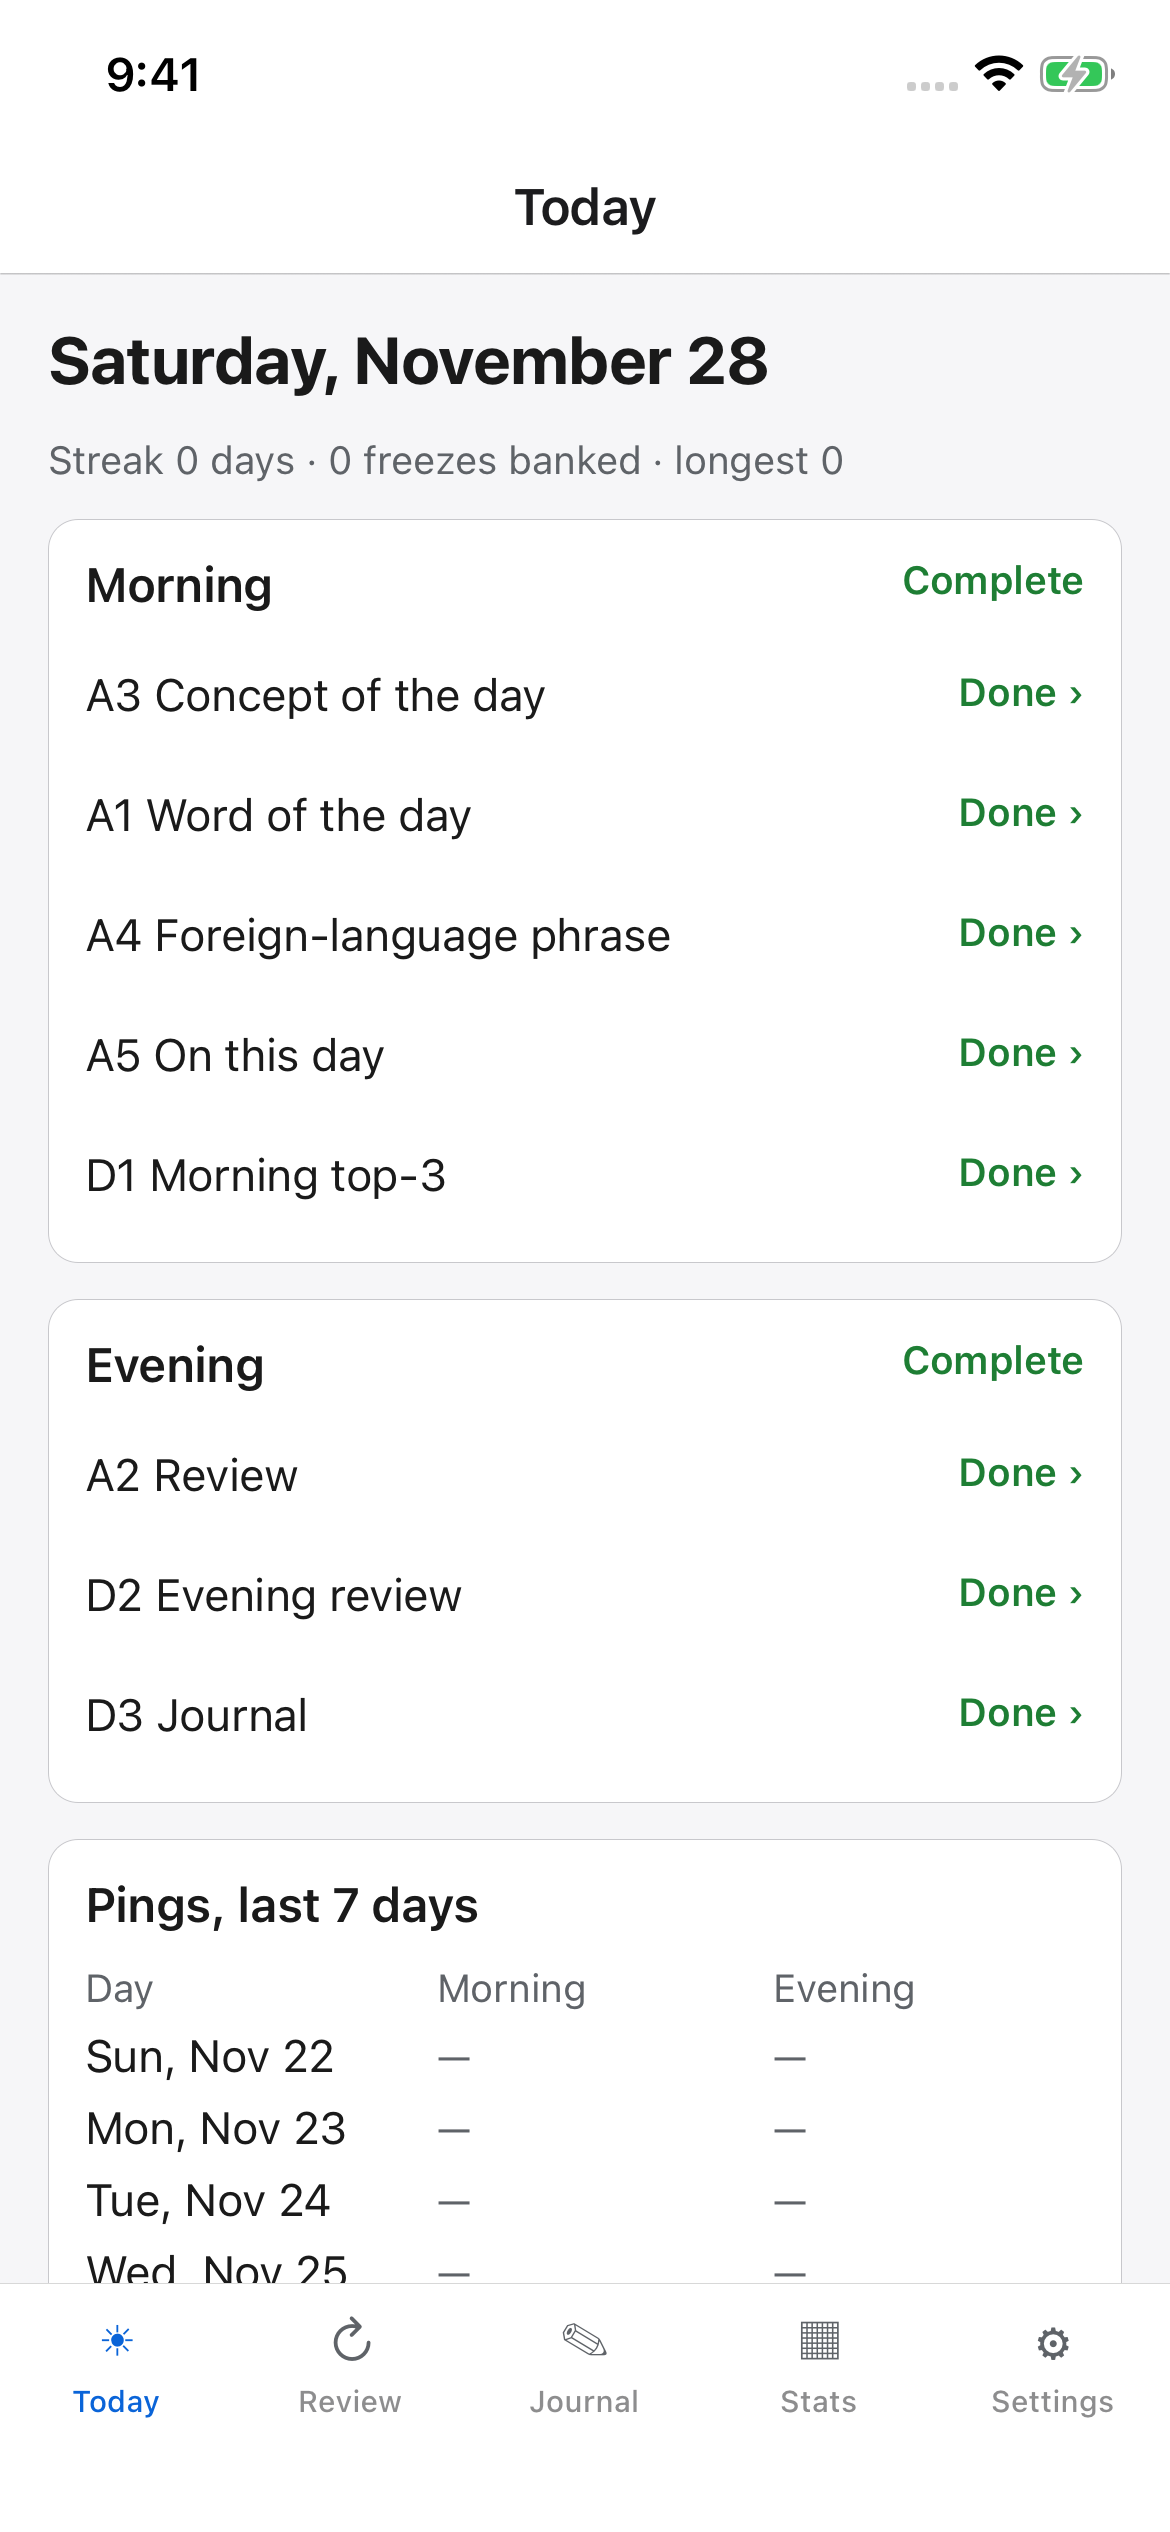 9:41
Today
Saturday, November 28
Streak 0 days · 0 freezes banked · longest 0
Morning Complete
A3 Concept of the day Done ›
A1 Word of the day Done ›
A4 Foreign-language phrase Done ›
A5 On this day Done ›
D1 Morning top-3 Done ›
Evening Complete
A2 Review Done ›
D2 Evening review Done ›
D3 Journal Done ›
Pings, last 7 days
Day Morning Evening
Sun, Nov 22 — —
Mon, Nov 23 — —
Tue, Nov 24 — —
Wed, Nov 25 — —
Today Review Journal Stats Settings